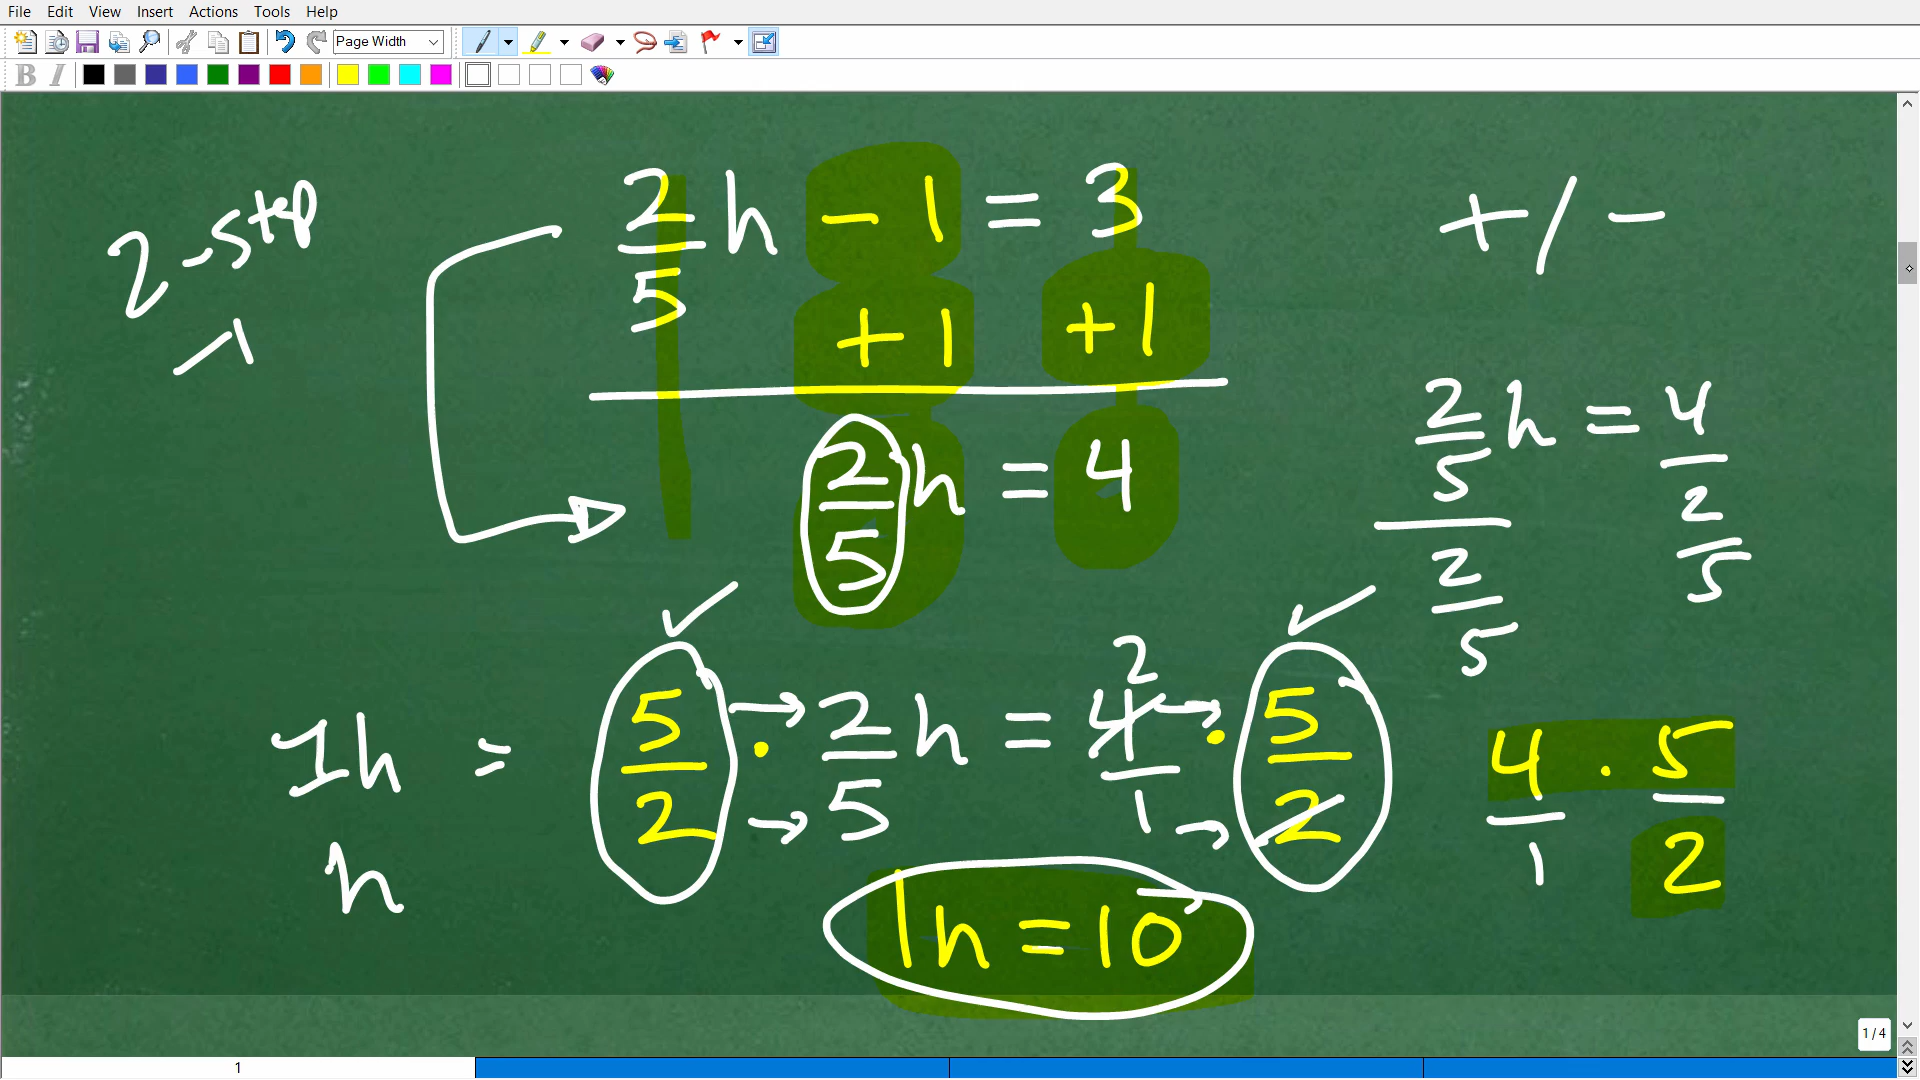 File Edit View Insert Actions Tools Help
Page Width
B I
2-step
2/5 h - 1 = 3
+ 1 + 1
2/5 h = 4
+ / -
2/5 h / 2/5 = 4 / 2/5
5/2 · 2/5 h = 4/1 · 5/2
2
1h =
h
4/1 · 5/2
1h = 10
1 / 4
1